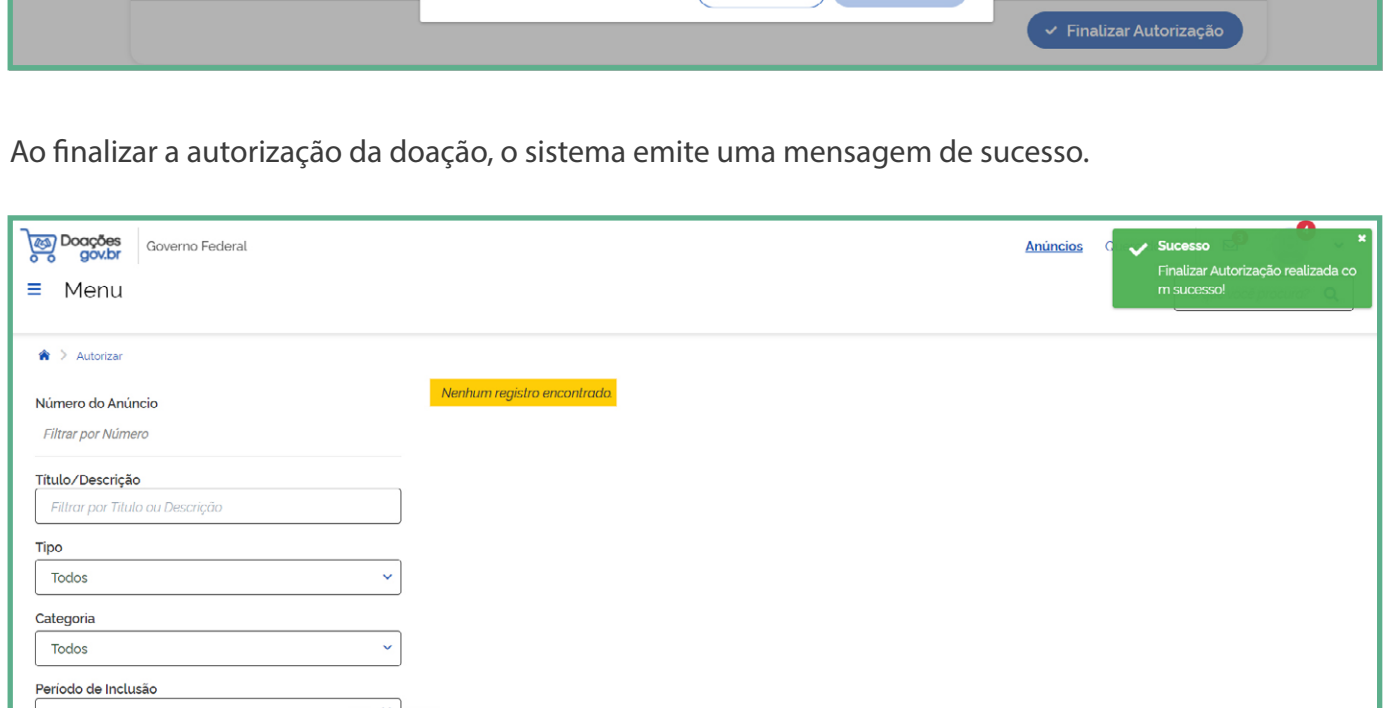 Finalizar Autorização
Ao finalizar a autorização da doação, o sistema emite uma mensagem de sucesso.
Doações
gov.br
Governo Federal
Anúncios
Sucesso
Finalizar Autorização realizada co
m sucesso!
Menu
Autorizar
Número do Anúncio
Filtrar por Número
Nenhum registro encontrado.
Título/Descrição
Filtrar por Título ou Descrição
Tipo
Todos
Categoria
Todos
Período de Inclusão